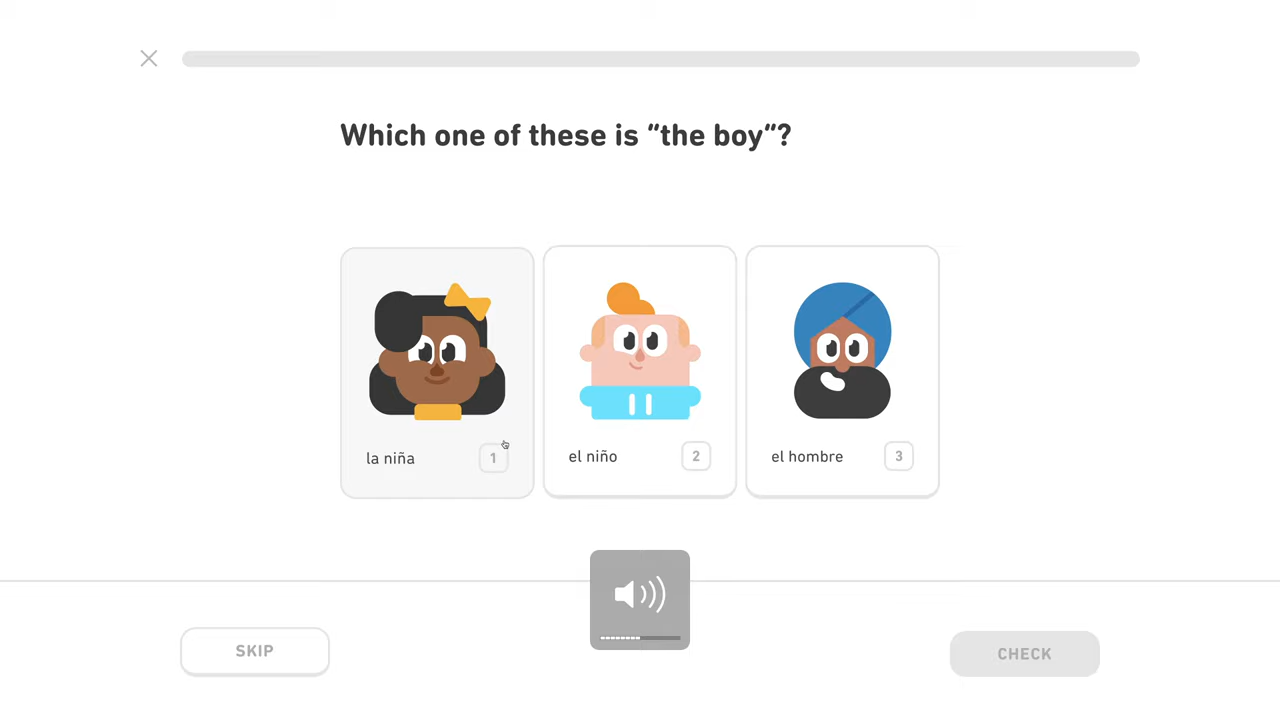 Which one of these is “the boy”?
la niña 1
el niño 2
el hombre 3
SKIP
CHECK